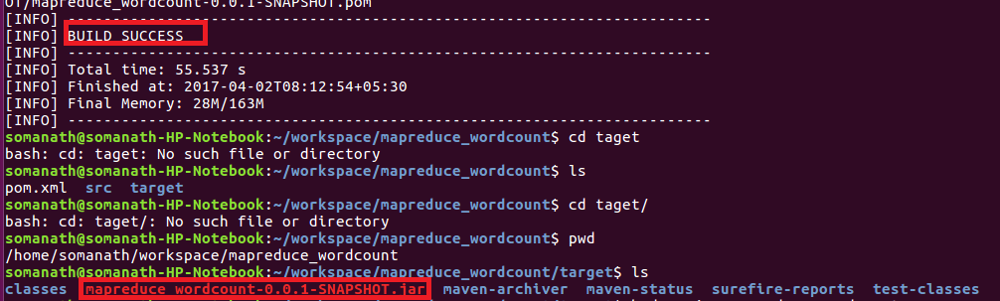 OT/mapreduce_wordcount-0.0.1-SNAPSHOT.pom
[INFO] ------------------------------------------------------------------------
[INFO] BUILD SUCCESS
[INFO] ------------------------------------------------------------------------
[INFO] Total time: 55.537 s
[INFO] Finished at: 2017-04-02T08:12:54+05:30
[INFO] Final Memory: 28M/163M
[INFO] ------------------------------------------------------------------------
somanath@somanath-HP-Notebook:~/workspace/mapreduce_wordcount$ cd taget
bash: cd: taget: No such file or directory
somanath@somanath-HP-Notebook:~/workspace/mapreduce_wordcount$ ls
pom.xml  src  target
somanath@somanath-HP-Notebook:~/workspace/mapreduce_wordcount$ cd taget/
bash: cd: taget/: No such file or directory
somanath@somanath-HP-Notebook:~/workspace/mapreduce_wordcount$ pwd
/home/somanath/workspace/mapreduce_wordcount
somanath@somanath-HP-Notebook:~/workspace/mapreduce_wordcount/target$ ls
classes  mapreduce_wordcount-0.0.1-SNAPSHOT.jar  maven-archiver  maven-status  surefire-reports  test-classes